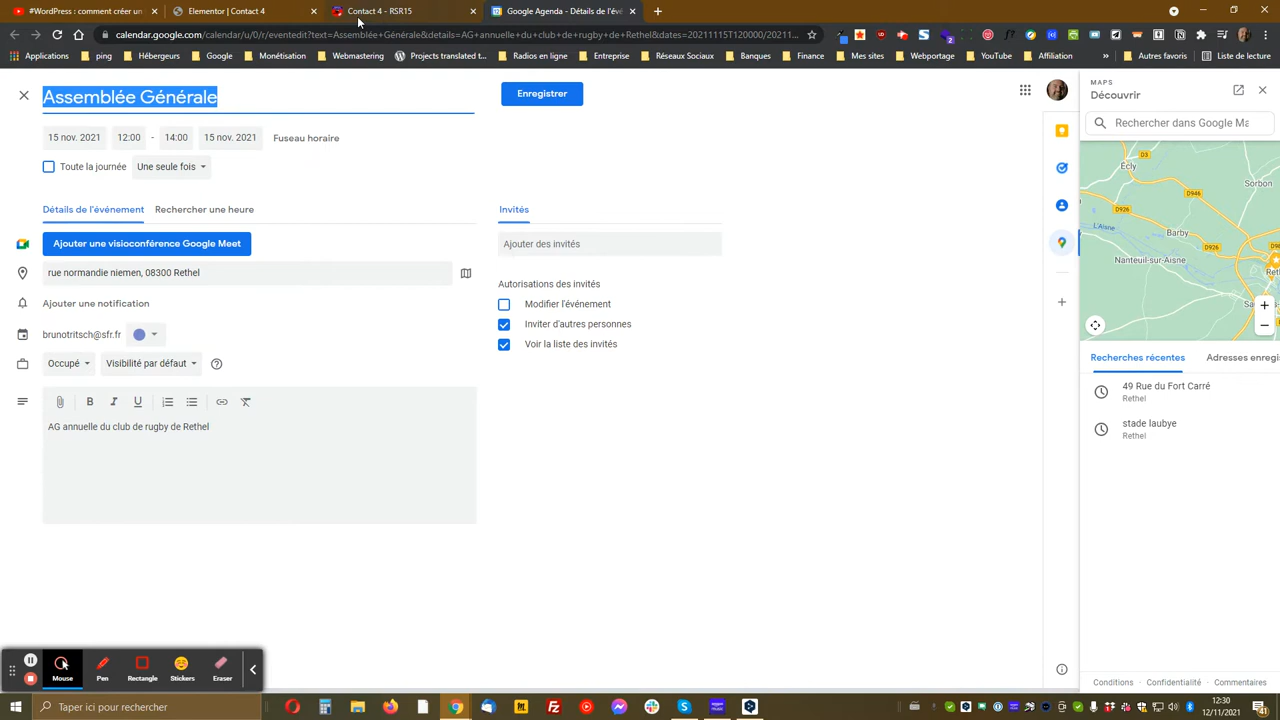 #WordPress : comment créer un
Elementor | Contact 4
Contact 4 - RSR15
Google Agenda - Détails de l'évé
calendar.google.com/calendar/u/0/r/eventedit?text=Assemblée+Générale&details=AG+annuelle+du+club+de+rugby+de+Rethel&dates=20211115T120000/20211...
Applications
ping
Hébergeurs
Google
Monétisation
Webmastering
Projects translated...
Radios en ligne
Entreprise
Réseaux Sociaux
Banques
Finance
Mes sites
Webportage
YouTube
Affiliation
»
Autres favoris
Liste de lecture
Assemblée Générale
Enregistrer
15 nov. 2021
12:00
-
14:00
15 nov. 2021
Fuseau horaire
Toute la journée
Une seule fois
Détails de l'événement
Rechercher une heure
Invités
Ajouter une visioconférence Google Meet
Ajouter des invités
rue normandie niemen, 08300 Rethel
Autorisations des invités
Ajouter une notification
Modifier l'événement
Inviter d'autres personnes
brunotritsch@sfr.fr
Voir la liste des invités
Occupé
Visibilité par défaut
AG annuelle du club de rugby de Rethel
MAPS
Découvrir
Rechercher dans Google Ma
D3
Écly
Sorbon
D946
D926
Barby
L'Aisne
D926
Nanteuil-sur-Aisne
Recherches récentes
Adresses enregi
49 Rue du Fort Carré
Rethel
stade laubye
Rethel
Conditions
Confidentialité
Commentaires
Mouse
Pen
Rectangle
Stickers
Eraser
Taper ici pour rechercher
12:30
12/11/2021